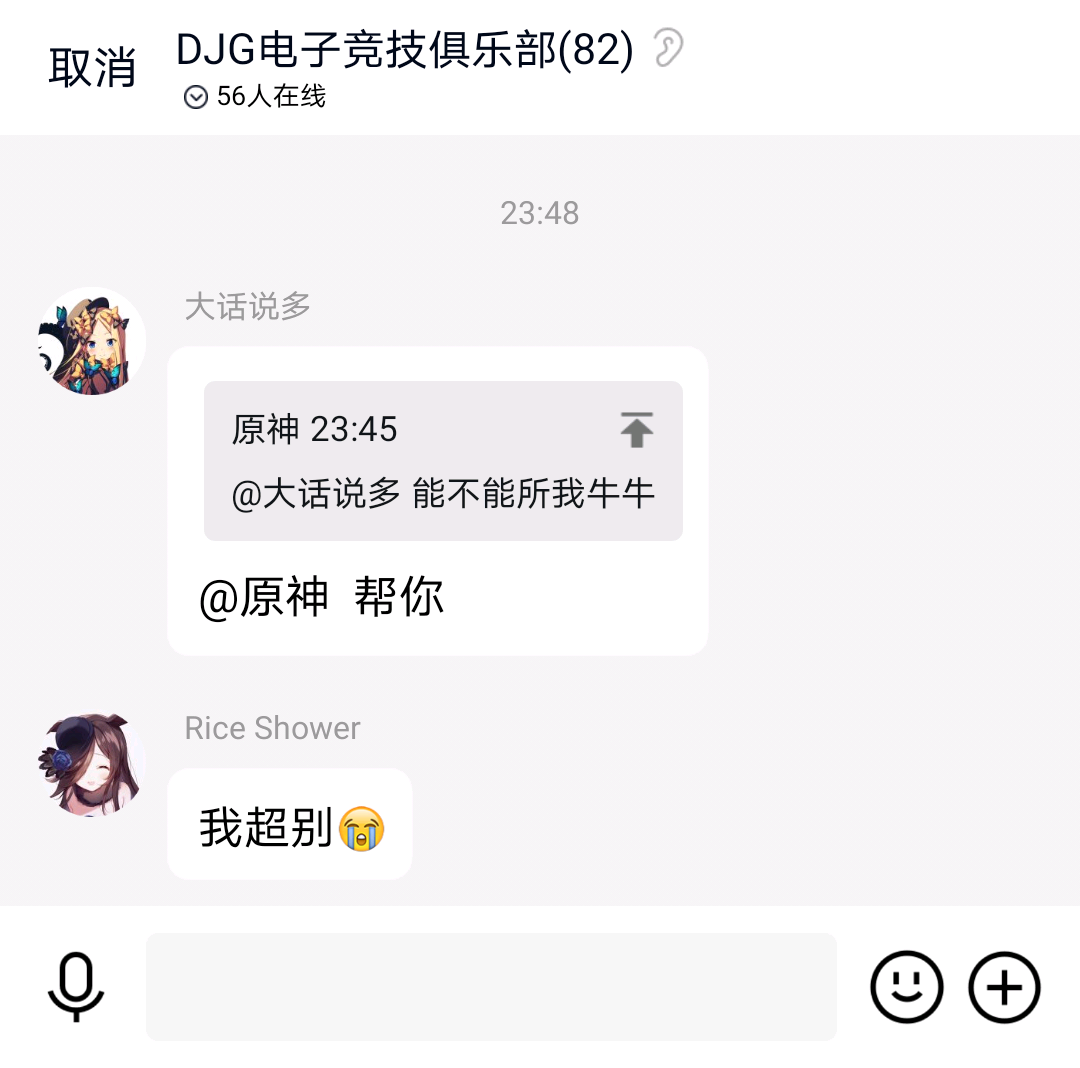 取消
DJG电子竞技俱乐部(82)
56人在线
23:48
大话说多
原神 23:45
@大话说多 能不能所我牛牛
@原神 帮你
Rice Shower
我超别😭